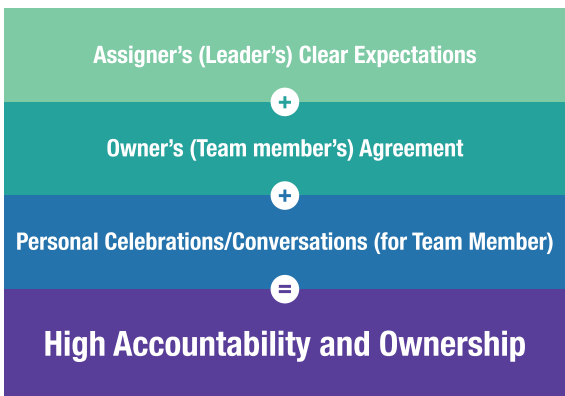 Assigner’s (Leader’s) Clear Expectations
+
Owner’s (Team member’s) Agreement
+
Personal Celebrations/Conversations (for Team Member)
=
High Accountability and Ownership